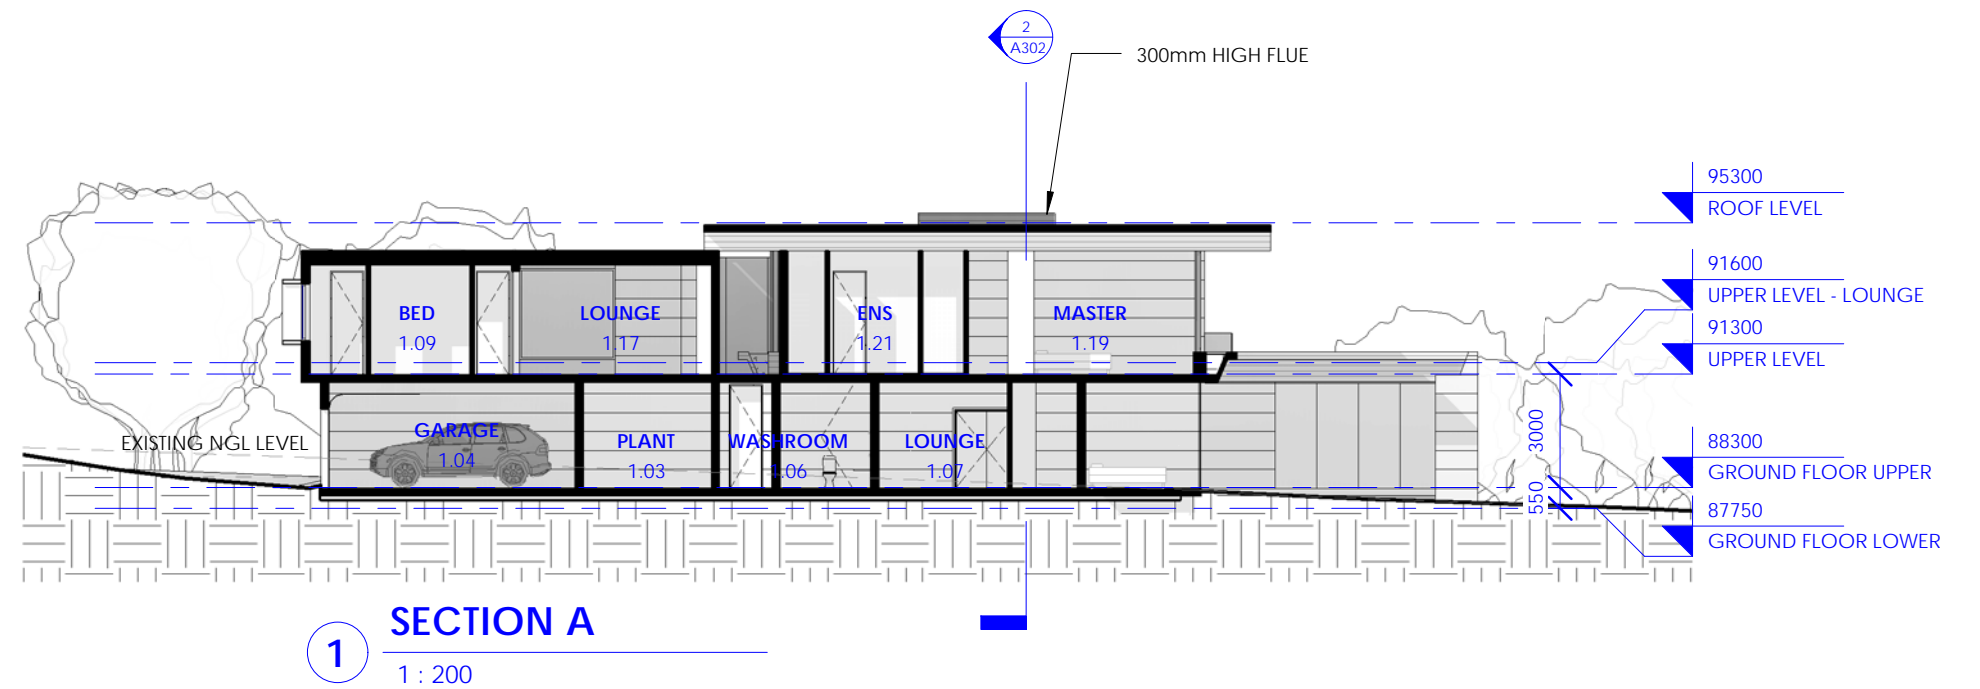 2
A302
300mm HIGH FLUE
95300
ROOF LEVEL
91600
UPPER LEVEL - LOUNGE
91300
UPPER LEVEL
BED
1.09
LOUNGE
1.17
ENS
1.21
MASTER
1.19
EXISTING NGL LEVEL
GARAGE
1.04
PLANT
1.03
WASHROOM
1.06
LOUNGE
1.07
3000
550
88300
GROUND FLOOR UPPER
87750
GROUND FLOOR LOWER
1
SECTION A
1 : 200